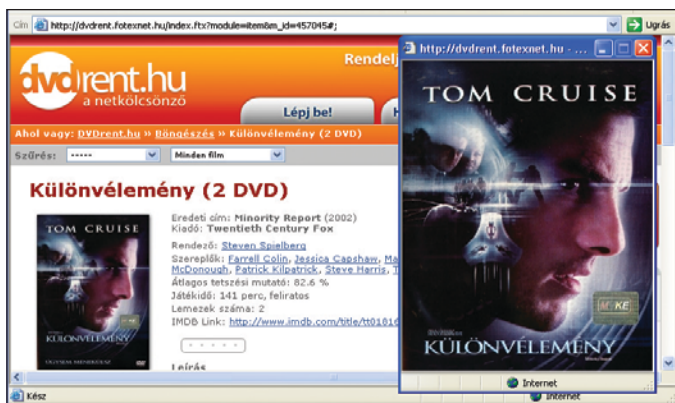 Cím http://dvdrent.fotexnet.hu/index.ftx?module=item&m_id=457045#; Ugrás
dvdrent.hu
a netkölcsönző
Rendelj
Lépj be!
Ahol vagy: DVDrent.hu » Böngészés » Különvélemény (2 DVD)
Szűrés: ----- Minden film
Különvélemény (2 DVD)
TOM CRUISE
KÜLÖNVÉLEMÉNY
Eredeti cím: Minority Report (2002)
Kiadó: Twentieth Century Fox
Rendező: Steven Spielberg
Szereplők: Farrell Colin, Jessica Capshaw, Ma
McDonough, Patrick Kilpatrick, Steve Harris, T
Átlagos tetszési mutató: 82.6 %
Játékidő: 141 perc, feliratos
Lemezek száma: 2
IMDB Link: http://www.imdb.com/title/tt01816
Leírás
Kész
Internet
http://dvdrent.fotexnet.hu - ...
TOM CRUISE
KÜLÖNVÉLEMÉNY
Internet